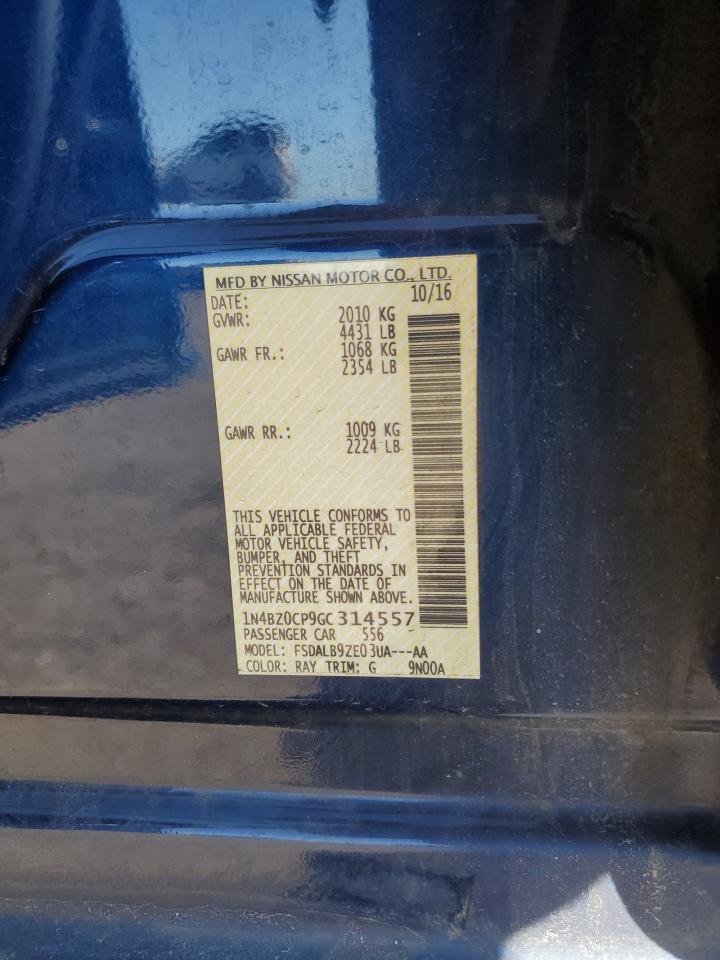 MFD BY NISSAN MOTOR CO., LTD.
DATE: 10/16
GVWR: 2010 KG
4431 LB
GAWR FR.: 1068 KG
2354 LB
GAWR RR.: 1009 KG
2224 LB
THIS VEHICLE CONFORMS TO
ALL APPLICABLE FEDERAL
MOTOR VEHICLE SAFETY,
BUMPER, AND THEFT
PREVENTION STANDARDS IN
EFFECT ON THE DATE OF
MANUFACTURE SHOWN ABOVE.
1N4BZ0CP9GC314557
PASSENGER CAR 556
MODEL: FSDALB9ZE03UA---AA
COLOR: RAY TRIM: G 9N00A